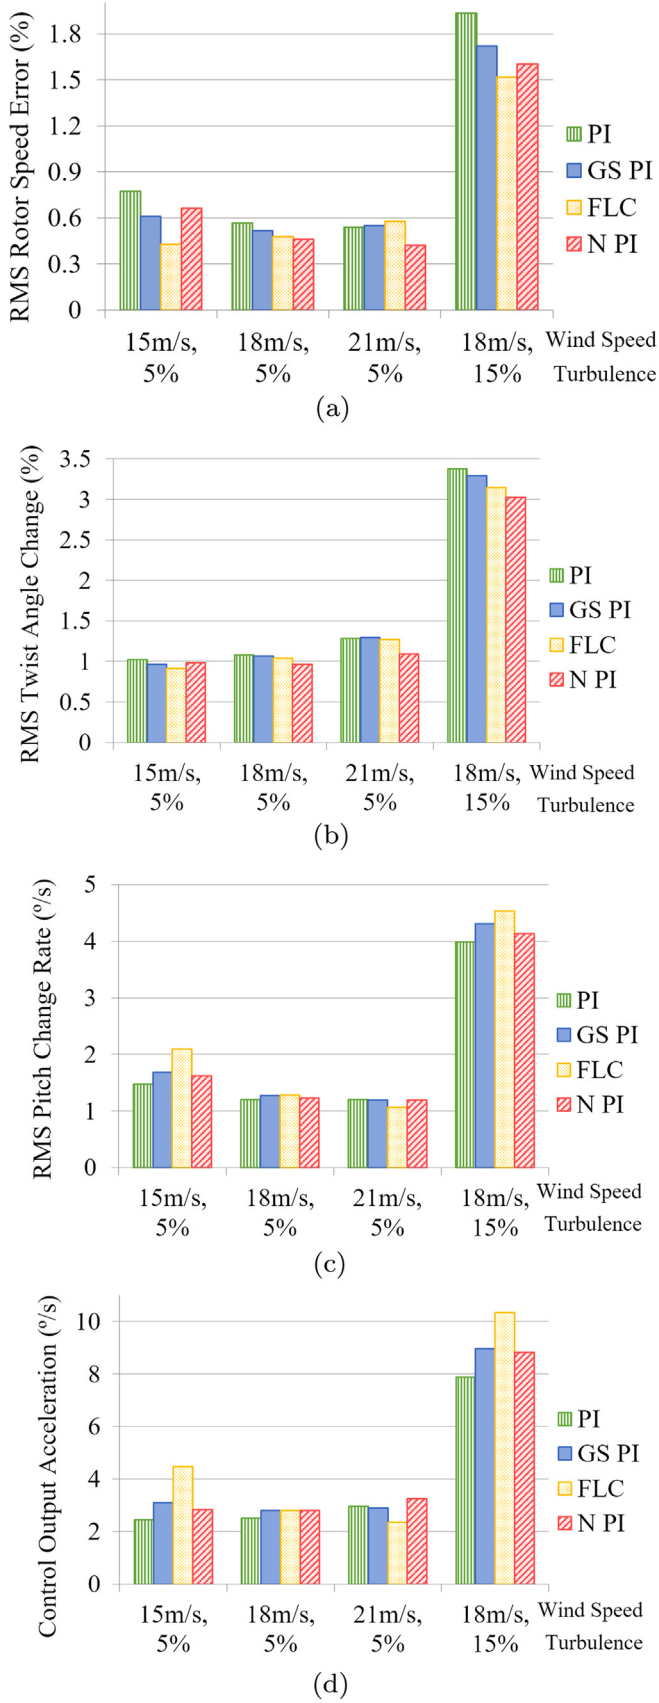 RMS Rotor Speed Error (%)
1.8
1.5
1.2
0.9
0.6
0.3
0
PI
GS PI
FLC
N PI
15m/s, 18m/s, 21m/s, 18m/s, Wind Speed
5% 5% 5% 15% Turbulence
(a)
RMS Twist Angle Change (%)
3.5
3
2.5
2
1.5
1
0.5
0
PI
GS PI
FLC
N PI
15m/s, 18m/s, 21m/s, 18m/s, Wind Speed
5% 5% 5% 15% Turbulence
(b)
RMS Pitch Change Rate (º/s)
5
4
3
2
1
0
PI
GS PI
FLC
N PI
15m/s, 18m/s, 21m/s, 18m/s, Wind Speed
5% 5% 5% 15% Turbulence
(c)
Control Output Acceleration (º/s)
10
8
6
4
2
0
PI
GS PI
FLC
N PI
15m/s, 18m/s, 21m/s, 18m/s, Wind Speed
5% 5% 5% 15% Turbulence
(d)